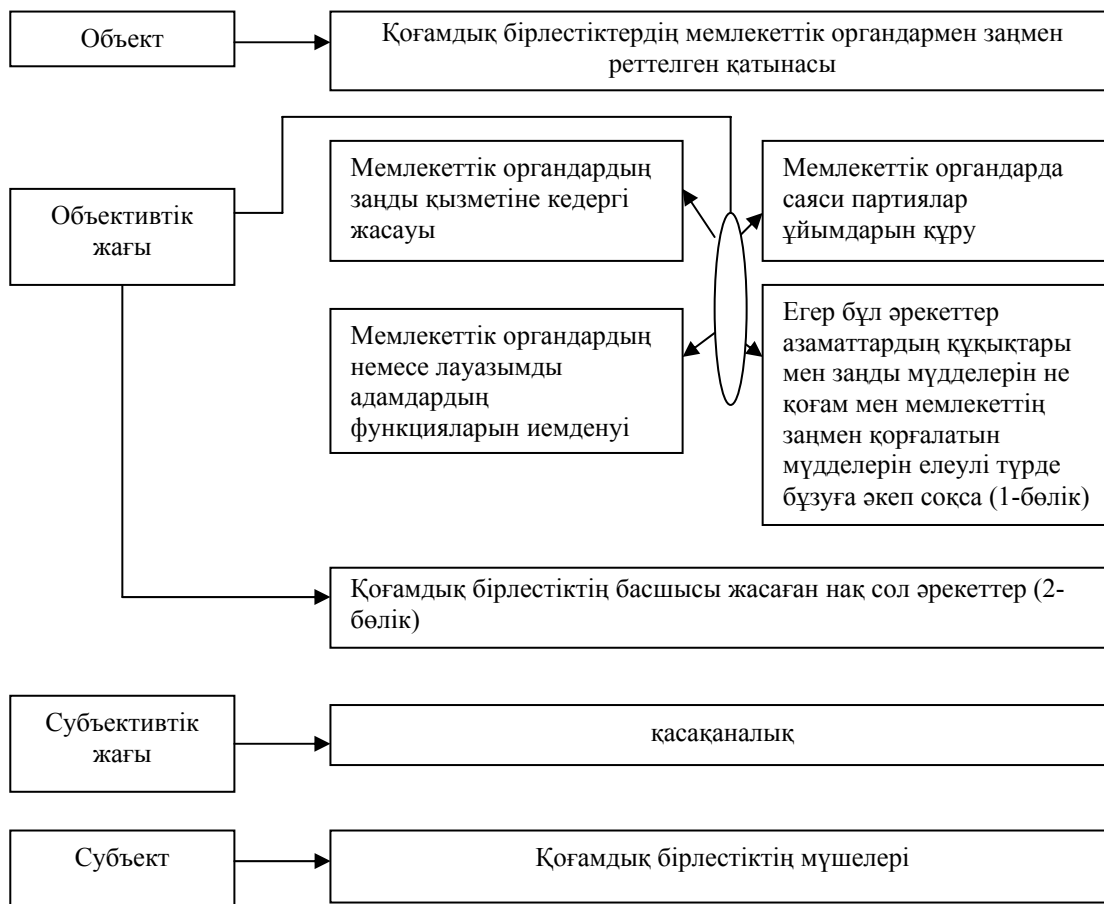 Объект
Қоғамдық бірлестіктердің мемлекеттік органдармен заңмен
реттелген қатынасы
Объективтік
жағы
Мемлекеттік органдардың
заңды қызметіне кедергі
жасауы
Мемлекеттік органдарда
саяси партиялар
ұйымдарын құру
Мемлекеттік органдардың
немесе лауазымды
адамдардың
функцияларын иемденуі
Егер бұл әрекеттер
азаматтардың құқықтары
мен заңды мүдделерін не
қоғам мен мемлекеттің
заңмен қорғалатын
мүдделерін елеулі түрде
бұзуға әкеп соқса (1-бөлік)
Қоғамдық бірлестіктің басшысы жасаған нақ сол әрекеттер (2-
бөлік)
Субъективтік
жағы
қасақаналық
Субъект
Қоғамдық бірлестіктің мүшелері